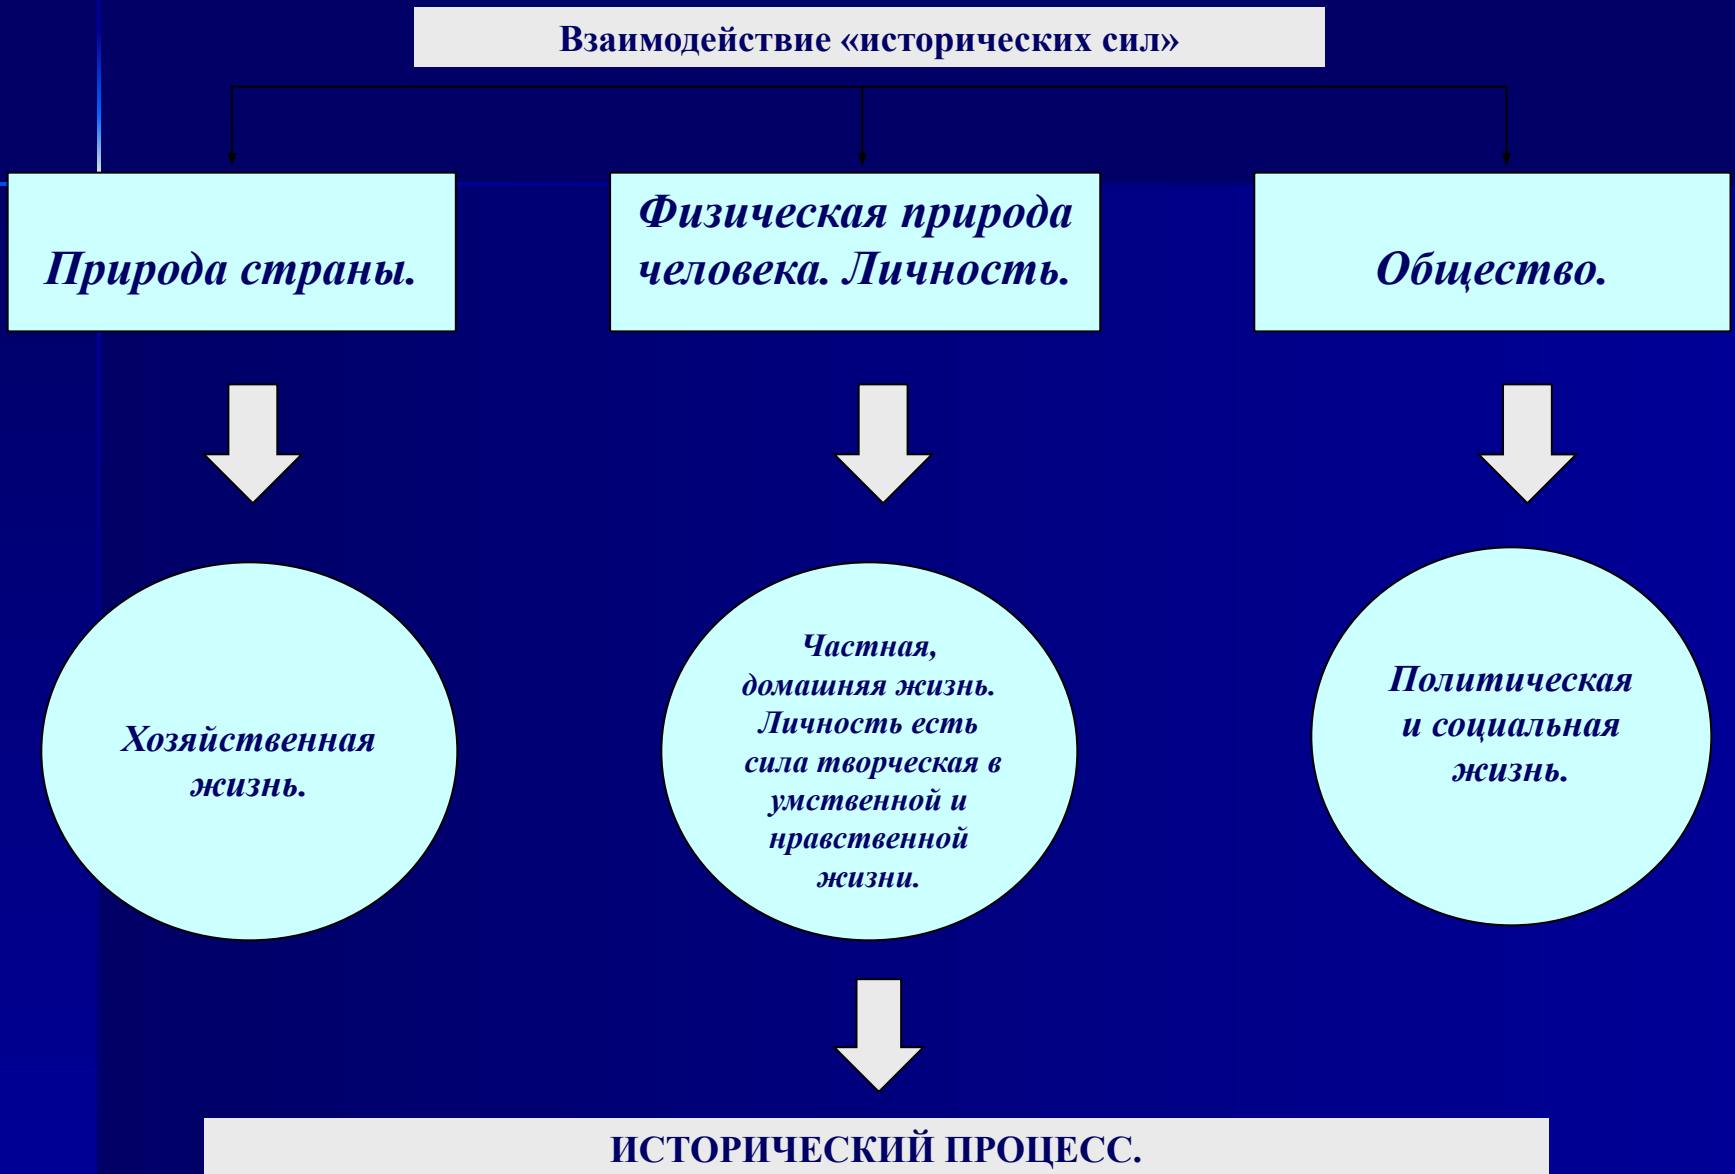 Взаимодействие «исторических сил»
Природа страны.
Физическая природа
человека. Личность.
Общество.
Хозяйственная
жизнь.
Частная,
домашняя жизнь.
Личность есть
сила творческая в
умственной и
нравственной
жизни.
Политическая
и социальная
жизнь.
ИСТОРИЧЕСКИЙ ПРОЦЕСС.